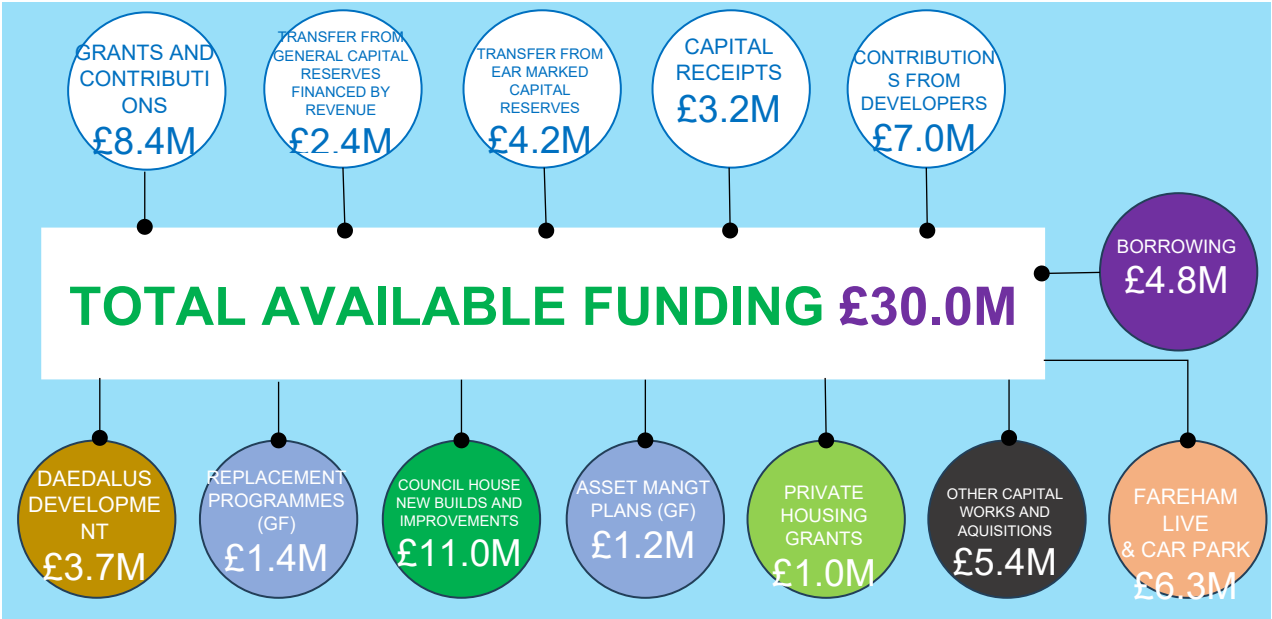 GRANTS AND
CONTRIBUTI
ONS
£8.4M
TRANSFER FROM
GENERAL CAPITAL
RESERVES
FINANCED BY
REVENUE
£2.4M
TRANSFER FROM
EAR MARKED
CAPITAL
RESERVES
£4.2M
CAPITAL
RECEIPTS
£3.2M
CONTRIBUTION
S FROM
DEVELOPERS
£7.0M
BORROWING
£4.8M
TOTAL AVAILABLE FUNDING £30.0M
DAEDALUS
DEVELOPME
NT
£3.7M
REPLACEMENT
PROGRAMMES
(GF)
£1.4M
COUNCIL HOUSE
NEW BUILDS AND
IMPROVEMENTS
£11.0M
ASSET MANGT
PLANS (GF)
£1.2M
PRIVATE
HOUSING
GRANTS
£1.0M
OTHER CAPITAL
WORKS AND
AQUISITIONS
£5.4M
FAREHAM
LIVE
& CAR PARK
£6.3M